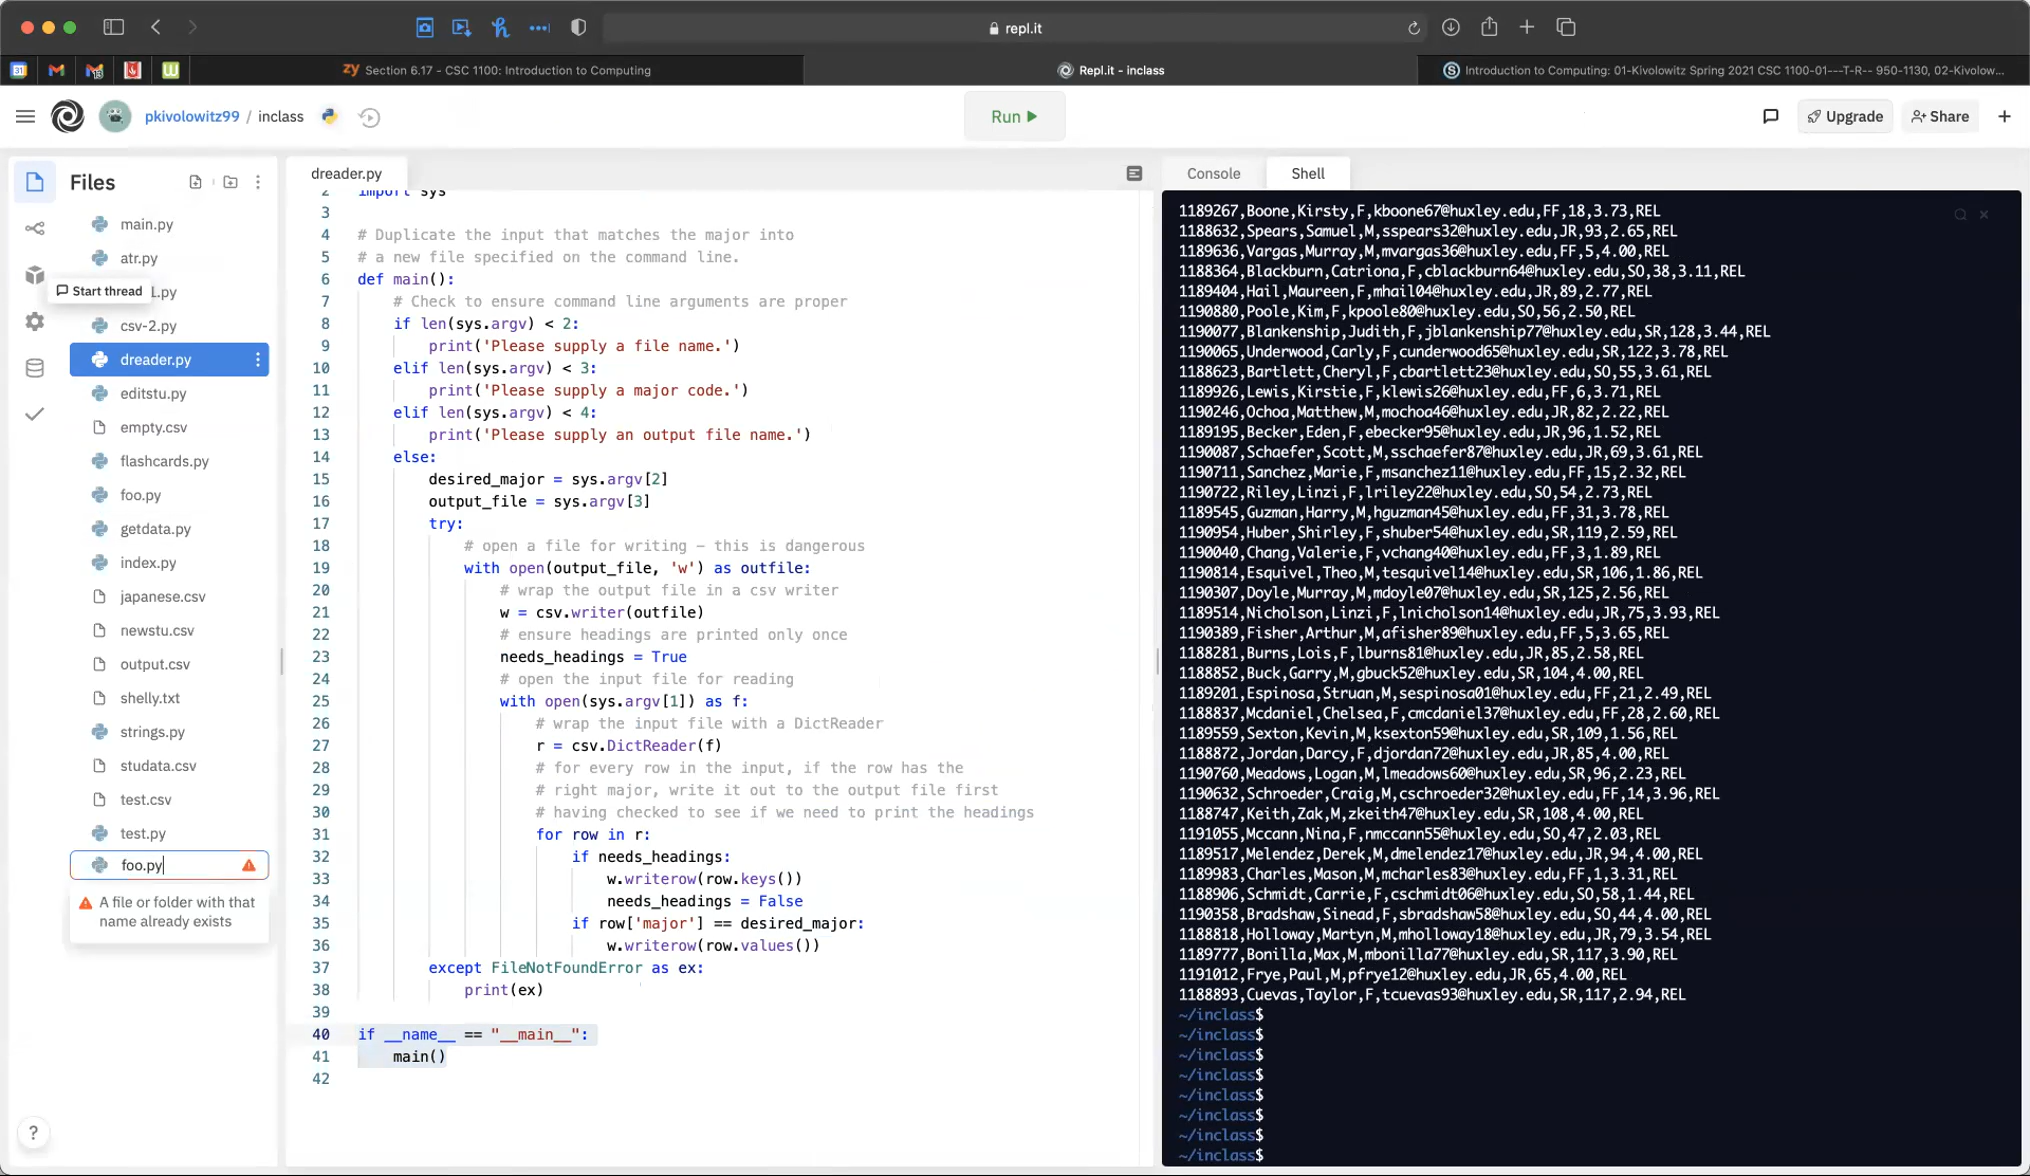 repl.it
31
13
zy Section 6.17 - CSC 1100: Introduction to Computing
Repl.it - inclass
S Introduction to Computing: 01-Kivolowitz Spring 2021 CSC 1100-01---T-R-- 950-1130, 02-Kivolow...
pkivolowitz99 / inclass
Run
Upgrade
Share
Files
main.py
atr.py
Start thread
csv-2.py
dreader.py
editstu.py
empty.csv
flashcards.py
foo.py
getdata.py
index.py
japanese.csv
newstu.csv
output.csv
shelly.txt
strings.py
studata.csv
test.csv
test.py
foo.py
A file or folder with that
name already exists
?
dreader.py
2 import sys
3
4 # Duplicate the input that matches the major into
5 # a new file specified on the command line.
6 def main():
7 # Check to ensure command line arguments are proper
8 if len(sys.argv) < 2:
9 print('Please supply a file name.')
10 elif len(sys.argv) < 3:
11 print('Please supply a major code.')
12 elif len(sys.argv) < 4:
13 print('Please supply an output file name.')
14 else:
15 desired_major = sys.argv[2]
16 output_file = sys.argv[3]
17 try:
18 # open a file for writing - this is dangerous
19 with open(output_file, 'w') as outfile:
20 # wrap the output file in a csv writer
21 w = csv.writer(outfile)
22 # ensure headings are printed only once
23 needs_headings = True
24 # open the input file for reading
25 with open(sys.argv[1]) as f:
26 # wrap the input file with a DictReader
27 r = csv.DictReader(f)
28 # for every row in the input, if the row has the
29 # right major, write it out to the output file first
30 # having checked to see if we need to print the headings
31 for row in r:
32 if needs_headings:
33 w.writerow(row.keys())
34 needs_headings = False
35 if row['major'] == desired_major:
36 w.writerow(row.values())
37 except FileNotFoundError as ex:
38 print(ex)
39
40 if __name__ == "__main__":
41 main()
42
Console
Shell
1189267,Boone,Kirsty,F,kboone67@huxley.edu,FF,18,3.73,REL
1188632,Spears,Samuel,M,sspears32@huxley.edu,JR,93,2.65,REL
1189636,Vargas,Murray,M,mvargas36@huxley.edu,FF,5,4.00,REL
1188364,Blackburn,Catriona,F,cblackburn64@huxley.edu,SO,38,3.11,REL
1189404,Hail,Maureen,F,mhail04@huxley.edu,JR,89,2.77,REL
1190880,Poole,Kim,F,kpoole80@huxley.edu,SO,56,2.50,REL
1190077,Blankenship,Judith,F,jblankenship77@huxley.edu,SR,128,3.44,REL
1190065,Underwood,Carly,F,cunderwood65@huxley.edu,SR,122,3.78,REL
1188623,Bartlett,Cheryl,F,cbartlett23@huxley.edu,SO,55,3.61,REL
1189926,Lewis,Kirstie,F,klewis26@huxley.edu,FF,6,3.71,REL
1190246,Ochoa,Matthew,M,mochoa46@huxley.edu,JR,82,2.22,REL
1189195,Becker,Eden,F,ebecker95@huxley.edu,JR,96,1.52,REL
1190087,Schaefer,Scott,M,sschaefer87@huxley.edu,JR,69,3.61,REL
1190711,Sanchez,Marie,F,msanchez11@huxley.edu,FF,15,2.32,REL
1190722,Riley,Linzi,F,lriley22@huxley.edu,SO,54,2.73,REL
1189545,Guzman,Harry,M,hguzman45@huxley.edu,FF,31,3.78,REL
1190954,Huber,Shirley,F,shuber54@huxley.edu,SR,119,2.59,REL
1190040,Chang,Valerie,F,vchang40@huxley.edu,FF,3,1.89,REL
1190814,Esquivel,Theo,M,tesquivel14@huxley.edu,SR,106,1.86,REL
1190307,Doyle,Murray,M,mdoyle07@huxley.edu,SR,125,2.56,REL
1189514,Nicholson,Linzi,F,lnicholson14@huxley.edu,JR,75,3.93,REL
1190389,Fisher,Arthur,M,afisher89@huxley.edu,FF,5,3.65,REL
1188281,Burns,Lois,F,lburns81@huxley.edu,JR,85,2.58,REL
1188852,Buck,Garry,M,gbuck52@huxley.edu,SR,104,4.00,REL
1189201,Espinosa,Struan,M,sespinosa01@huxley.edu,FF,21,2.49,REL
1188837,Mcdaniel,Chelsea,F,cmcdaniel37@huxley.edu,FF,28,2.60,REL
1189559,Sexton,Kevin,M,ksexton59@huxley.edu,SR,109,1.56,REL
1188872,Jordan,Darcy,F,djordan72@huxley.edu,JR,85,4.00,REL
1190760,Meadows,Logan,M,lmeadows60@huxley.edu,SR,96,2.23,REL
1190632,Schroeder,Craig,M,cschroeder32@huxley.edu,FF,14,3.96,REL
1188747,Keith,Zak,M,zkeith47@huxley.edu,SR,108,4.00,REL
1191055,Mccann,Nina,F,nmccann55@huxley.edu,SO,47,2.03,REL
1189517,Melendez,Derek,M,dmelendez17@huxley.edu,JR,94,4.00,REL
1189983,Charles,Mason,M,mcharles83@huxley.edu,FF,1,3.31,REL
1188906,Schmidt,Carrie,F,cschmidt06@huxley.edu,SO,58,1.44,REL
1190358,Bradshaw,Sinead,F,sbradshaw58@huxley.edu,SO,44,4.00,REL
1188818,Holloway,Martyn,M,mholloway18@huxley.edu,JR,79,3.54,REL
1189777,Bonilla,Max,M,mbonilla77@huxley.edu,SR,117,3.90,REL
1191012,Frye,Paul,M,pfrye12@huxley.edu,JR,65,4.00,REL
1188893,Cuevas,Taylor,F,tcuevas93@huxley.edu,SR,117,2.94,REL
~/inclass$
~/inclass$
~/inclass$
~/inclass$
~/inclass$
~/inclass$
~/inclass$
~/inclass$